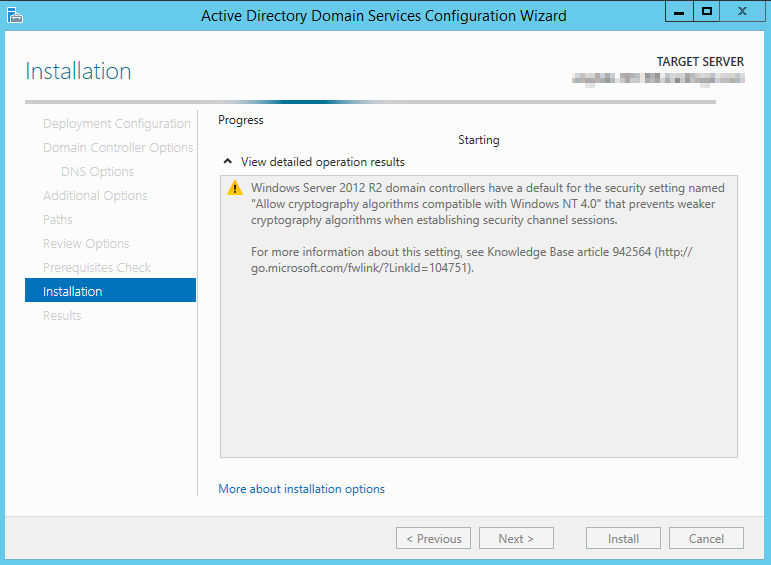 Active Directory Domain Services Configuration Wizard
Installation
TARGET SERVER
Deployment Configuration
Domain Controller Options
DNS Options
Additional Options
Paths
Review Options
Prerequisites Check
Installation
Results
Progress
Starting
View detailed operation results
Windows Server 2012 R2 domain controllers have a default for the security setting named
"Allow cryptography algorithms compatible with Windows NT 4.0" that prevents weaker
cryptography algorithms when establishing security channel sessions.
For more information about this setting, see Knowledge Base article 942564 (http://
go.microsoft.com/fwlink/?LinkId=104751).
More about installation options
< Previous
Next >
Install
Cancel